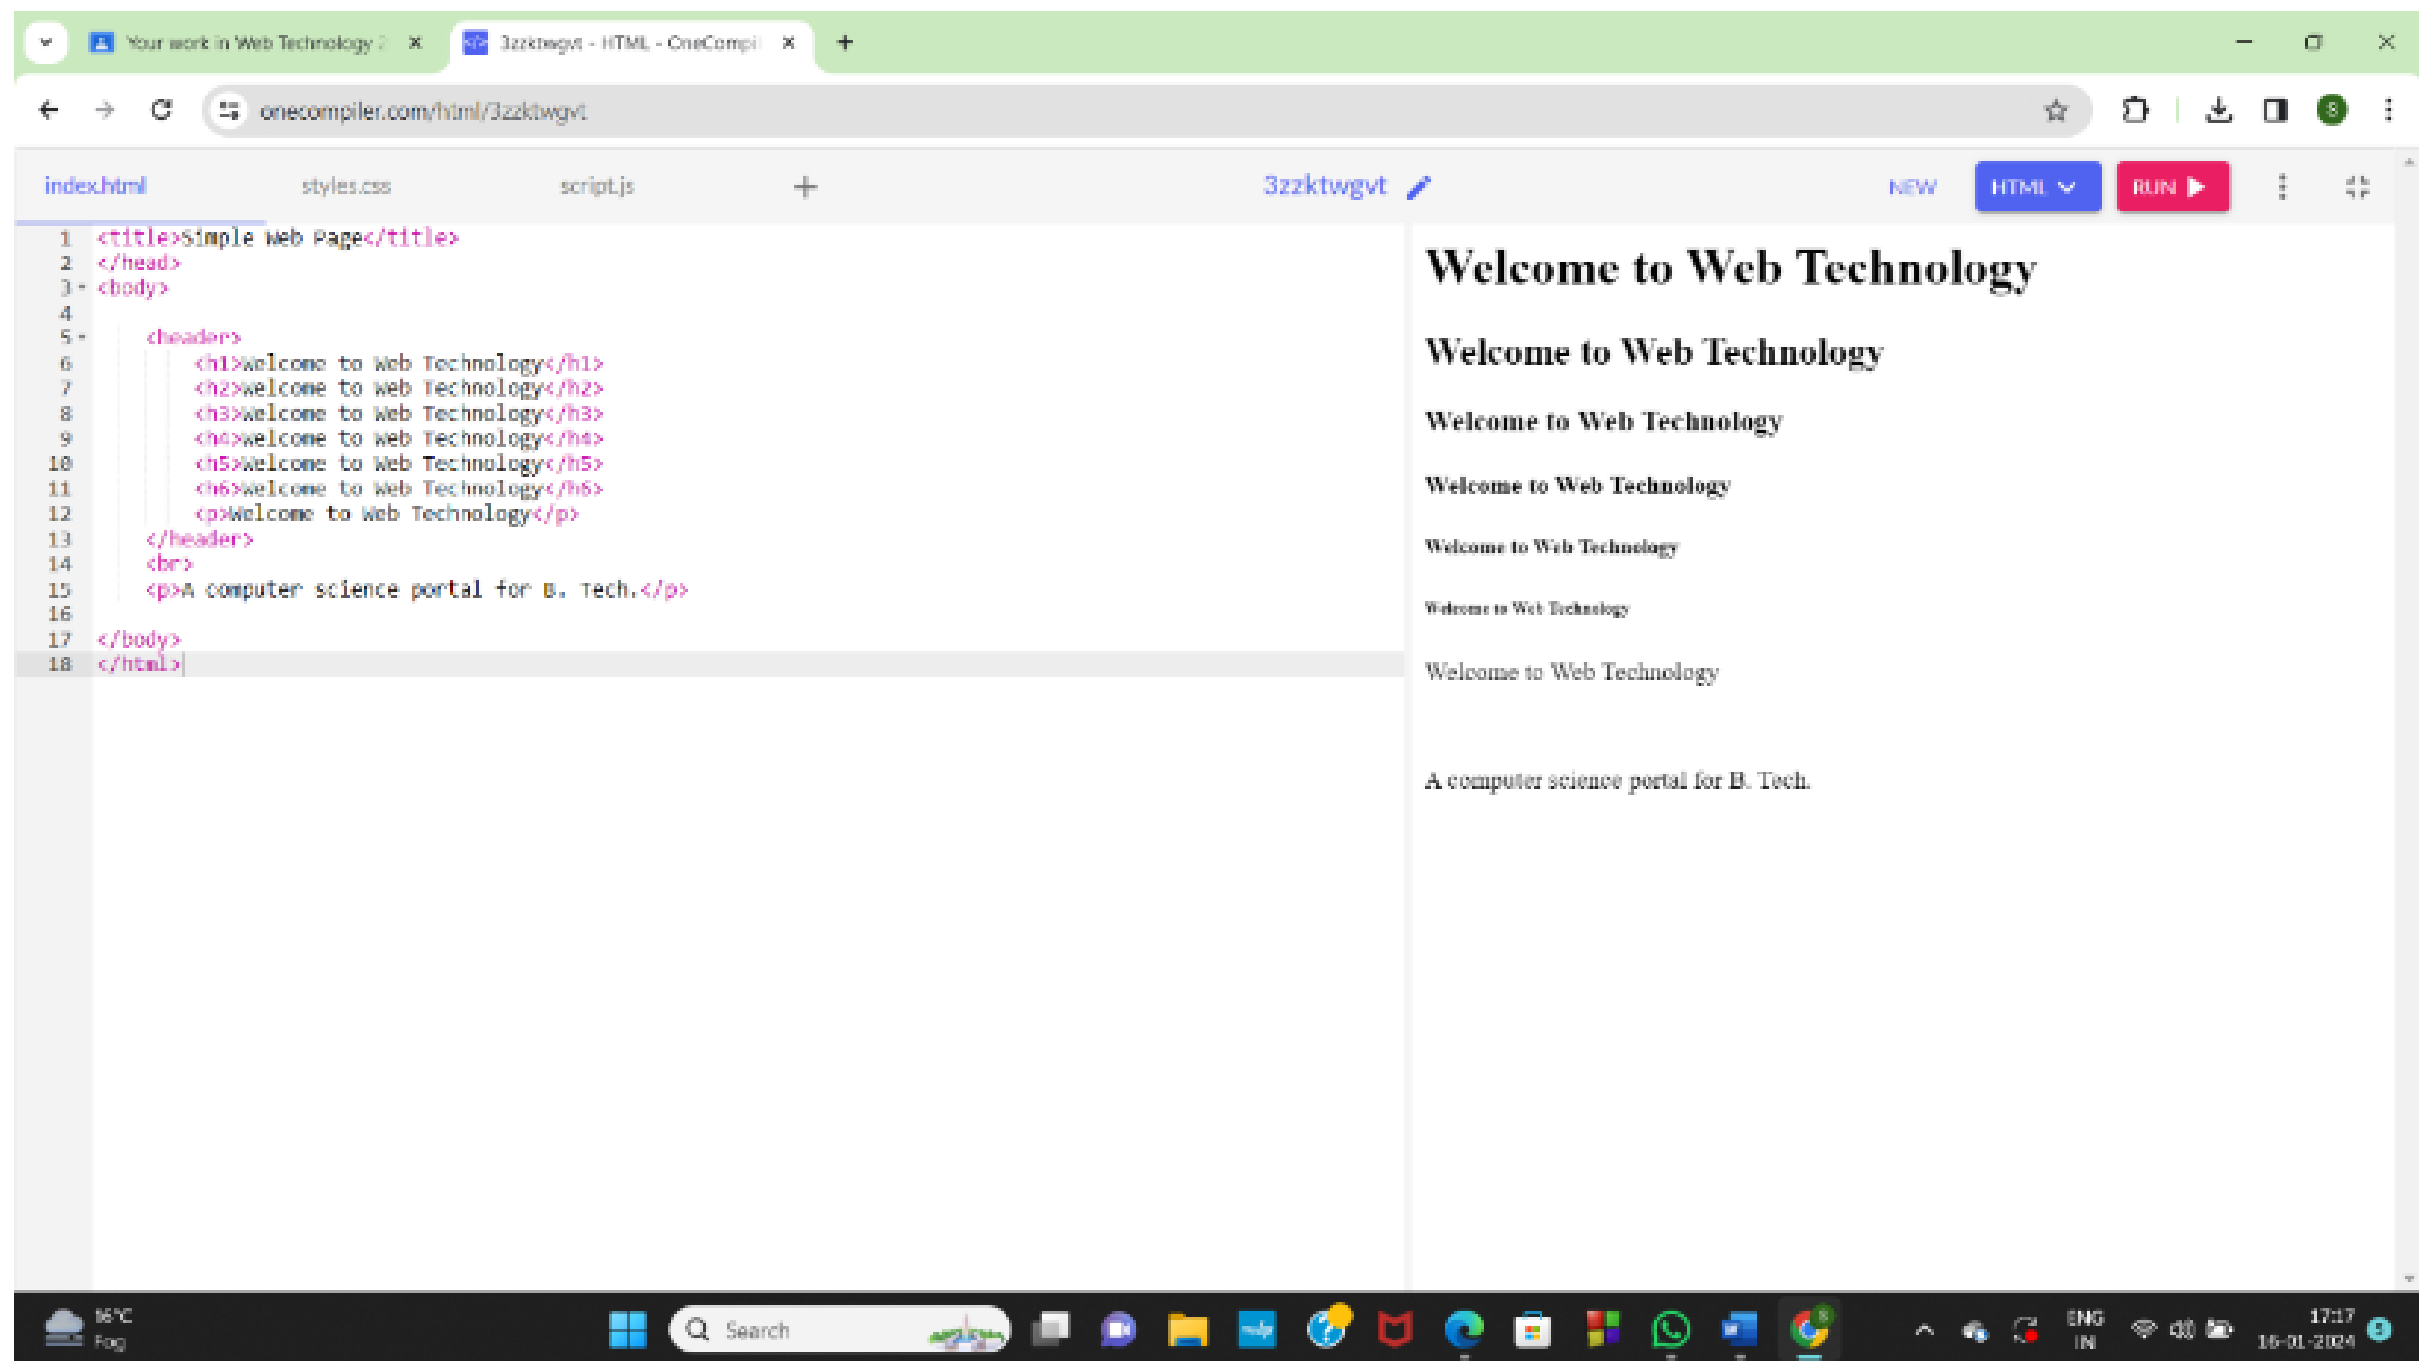 Your work in Web Technology 2
3zzktwgvt - HTML - OneCompil
onecompiler.com/html/3zzktwgvt
index.html styles.css script.js 3zzktwgvt NEW HTML RUN
1 <title>Simple Web Page</title>
2 </head>
3 <body>
4
5 <header>
6 <h1>Welcome to Web Technology</h1>
7 <h2>Welcome to Web Technology</h2>
8 <h3>Welcome to Web Technology</h3>
9 <h4>Welcome to Web Technology</h4>
10 <h5>Welcome to Web Technology</h5>
11 <h6>Welcome to Web Technology</h6>
12 <p>Welcome to Web Technology</p>
13 </header>
14 <br>
15 <p>A computer science portal for B. Tech.</p>
16
17 </body>
18 </html>
Welcome to Web Technology
Welcome to Web Technology
Welcome to Web Technology
Welcome to Web Technology
Welcome to Web Technology
Welcome to Web Technology
Welcome to Web Technology
A computer science portal for B. Tech.
16°C
Fog
Search
ENG
IN
17:17
16-01-2024